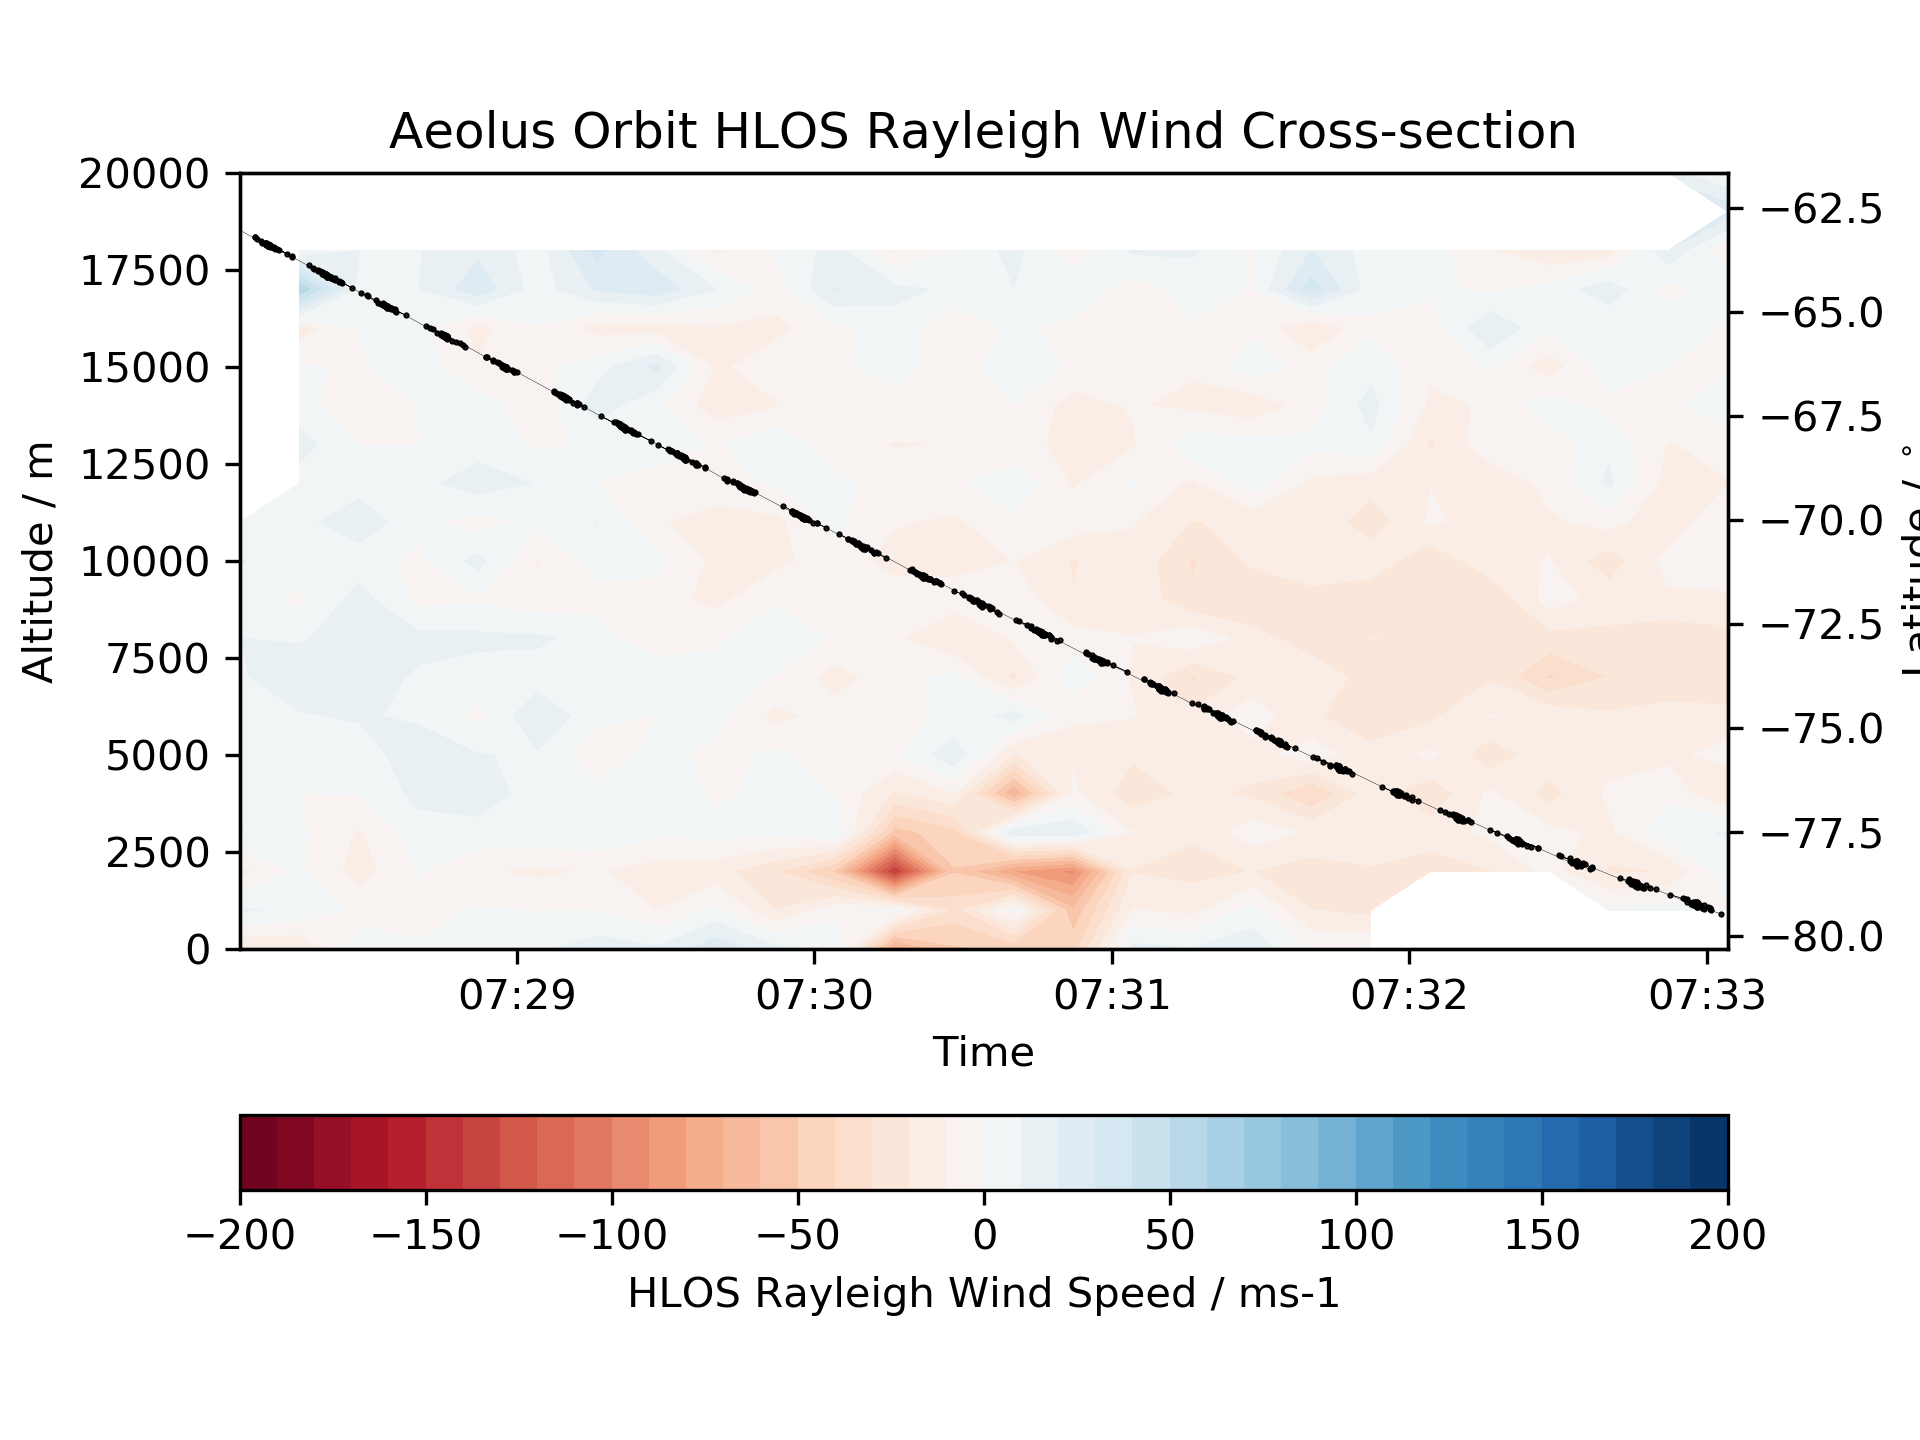 Aeolus Orbit HLOS Rayleigh Wind Cross-section
20000
17500
15000
12500
10000
7500
5000
2500
0
Altitude / m
−62.5
−65.0
−67.5
−70.0
−72.5
−75.0
−77.5
−80.0
Latitude / °
07:29 07:30 07:31 07:32 07:33
Time
−200 −150 −100 −50 0 50 100 150 200
HLOS Rayleigh Wind Speed / ms-1